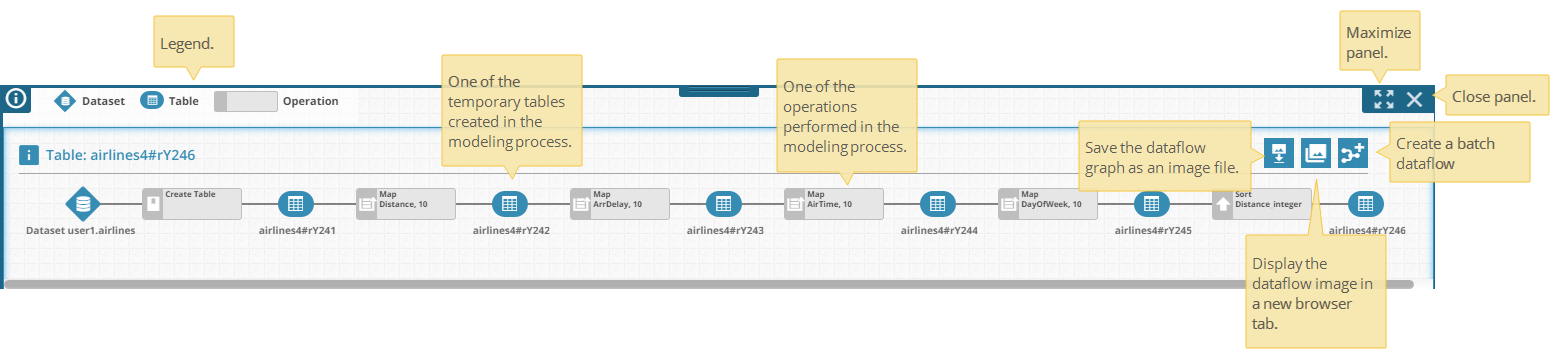 Legend.
One of the
temporary tables
created in the
modeling process.
One of the
operations
performed in the
modeling process.
Maximize
panel.
Close panel.
Dataset
Table
Operation
Save the dataflow
graph as an image file.
Create a batch
dataflow
Table: airlines4#rY246
Create Table
Map
Distance, 10
Map
ArrDelay, 10
Map
AirTime, 10
Map
DayOfWeek, 10
Sort
Distance integer
Dataset user1.airlines
airlines4#rY241
airlines4#rY242
airlines4#rY243
airlines4#rY244
airlines4#rY245
airlines4#rY246
Display the
dataflow image in
a new browser
tab.